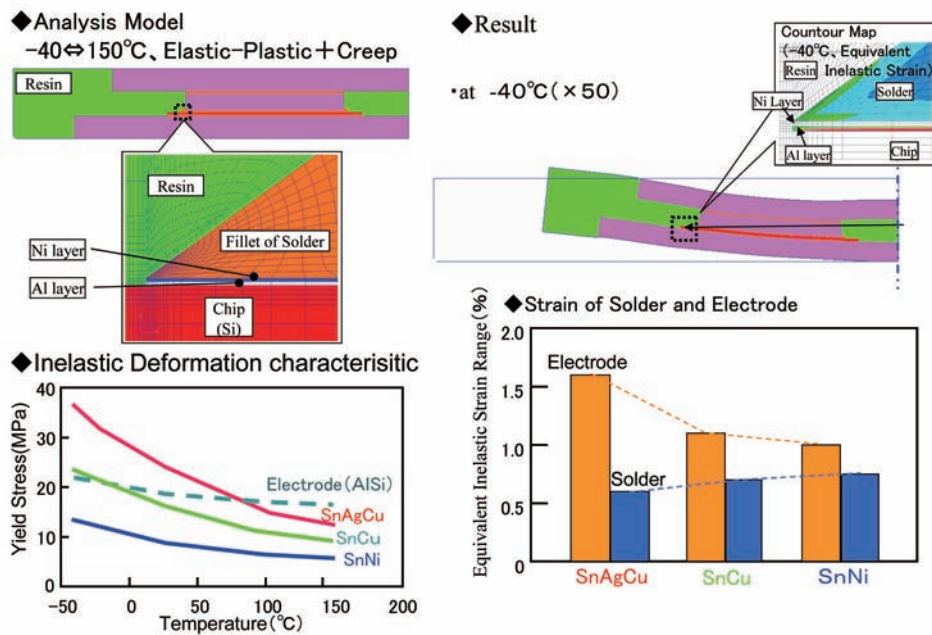 ◆Analysis Model
-40⇔150℃、Elastic-Plastic＋Creep
Resin
Resin
Fillet of Solder
Ni layer
Al layer
Chip
(Si)
◆Result
・at -40℃(×50)
Countour Map
(-40℃、Equivalent
Inelastic Strain)
Resin
Solder
Ni Layer
Al layer
Chip
◆Inelastic Deformation characterisitic
Yield Stress(MPa)
40
30
20
10
0
-50
0
50
100
150
200
Temperature(℃)
Electrode(AlSi)
SnAgCu
SnCu
SnNi
◆Strain of Solder and Electrode
Equivalent Inelastic Strain Range(%)
2.0
1.5
1.0
0.5
0
Electrode
Solder
SnAgCu
SnCu
SnNi